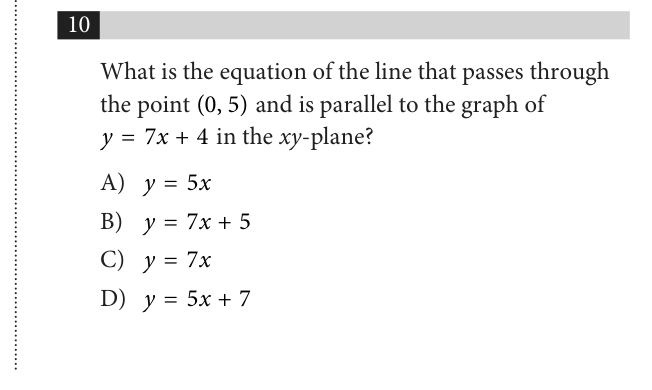 10
What is the equation of the line that passes through
the point (0, 5) and is parallel to the graph of
y = 7x + 4 in the xy-plane?
A) y = 5x
B) y = 7x + 5
C) y = 7x
D) y = 5x + 7